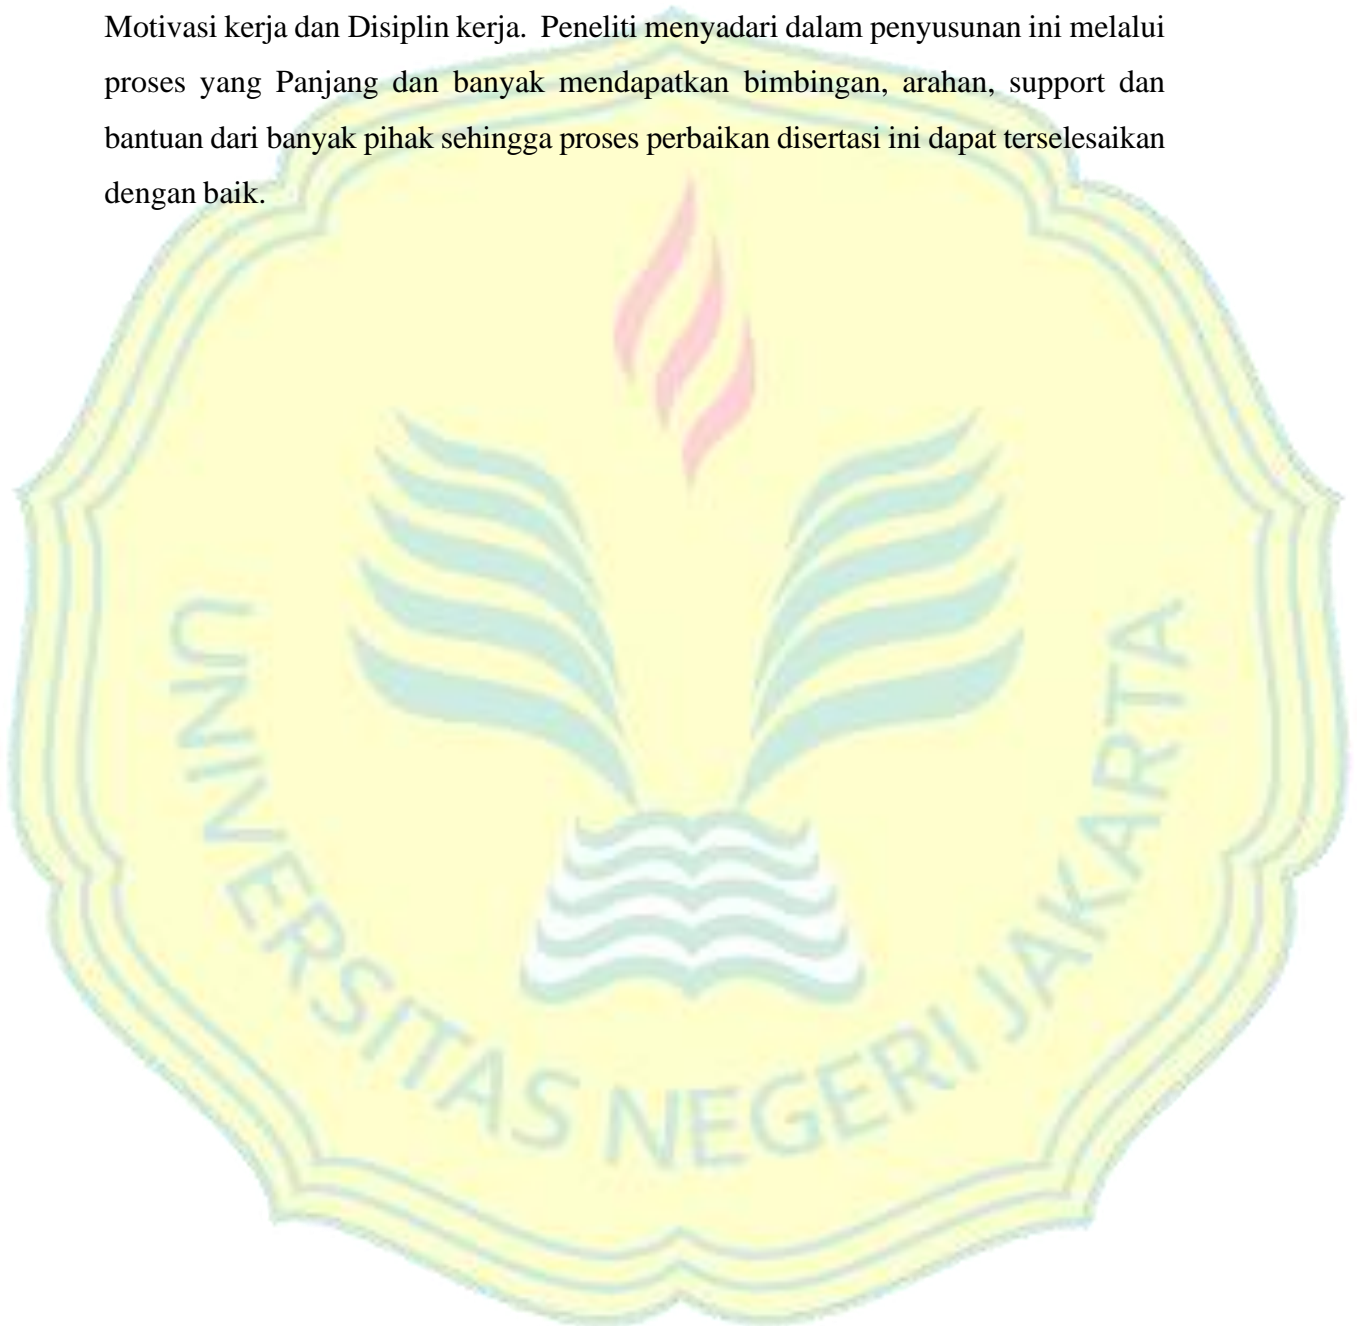 Motivasi kerja dan Disiplin kerja.  Peneliti menyadari dalam penyusunan ini melalui
proses yang Panjang dan banyak mendapatkan bimbingan, arahan, support dan
bantuan dari banyak pihak sehingga proses perbaikan disertasi ini dapat terselesaikan
dengan baik.
UNIVERSITAS NEGERI JAKARTA